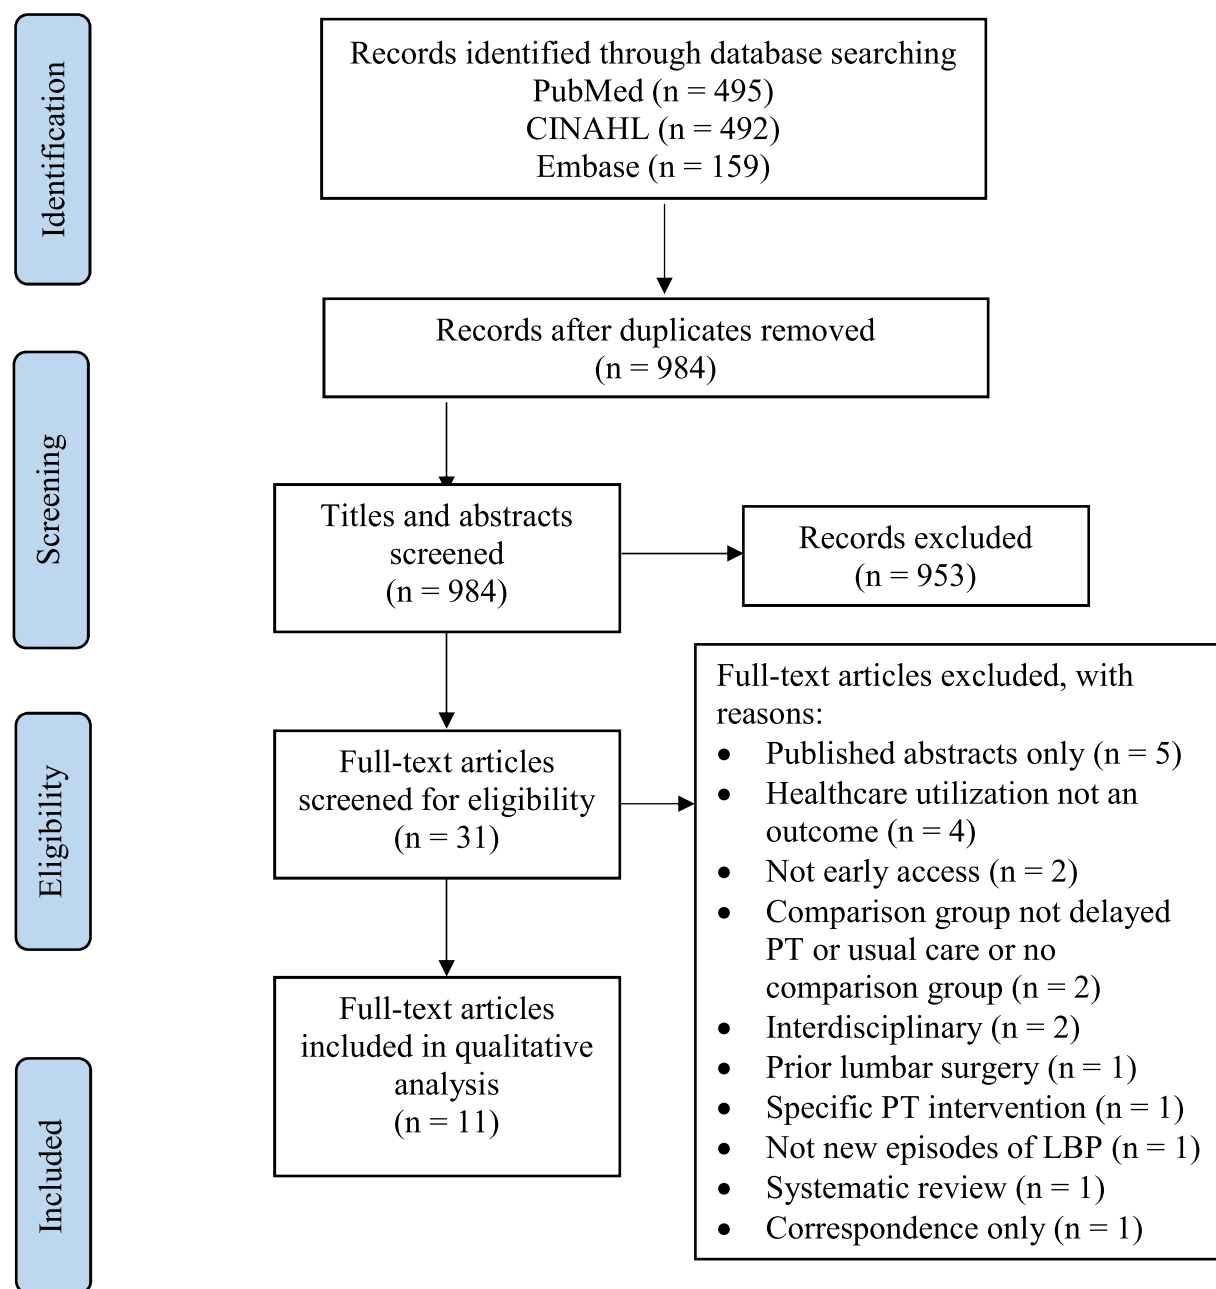 Identification
Records identified through database searching
PubMed (n = 495)
CINAHL (n = 492)
Embase (n = 159)
Records after duplicates removed
(n = 984)
Screening
Titles and abstracts
screened
(n = 984)
Records excluded
(n = 953)
Eligibility
Full-text articles
screened for eligibility
(n = 31)
Full-text articles excluded, with
reasons:
• Published abstracts only (n = 5)
• Healthcare utilization not an
outcome (n = 4)
• Not early access (n = 2)
• Comparison group not delayed
PT or usual care or no
comparison group (n = 2)
• Interdisciplinary (n = 2)
• Prior lumbar surgery (n = 1)
• Specific PT intervention (n = 1)
• Not new episodes of LBP (n = 1)
• Systematic review (n = 1)
• Correspondence only (n = 1)
Included
Full-text articles
included in qualitative
analysis
(n = 11)